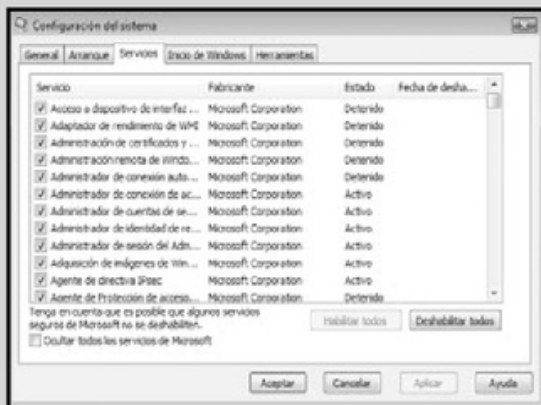 Configuración del sistema
General Arranque Servicios Inicio de Windows Herramientas
Servicio Fabricante Estado Fecha de desha...
Acceso a dispositivo de interfaz ... Microsoft Corporation Detenido
Adaptador de rendimiento de WMI Microsoft Corporation Detenido
Administración de certificados y ... Microsoft Corporation Detenido
Administración remota de Windo... Microsoft Corporation Detenido
Administrador de conexión auto... Microsoft Corporation Detenido
Administrador de conexión de ac... Microsoft Corporation Activo
Administrador de cuentas de se... Microsoft Corporation Activo
Administrador de identidad de re... Microsoft Corporation Activo
Administrador de sesión del Adm... Microsoft Corporation Activo
Adquisición de imágenes de Win... Microsoft Corporation Activo
Agente de directiva IPsec Microsoft Corporation Activo
Agente de Protección de acceso... Microsoft Corporation Detenido
Tenga en cuenta que es posible que algunos servicios
seguros de Microsoft no se deshabiliten.
Habilitar todos Deshabilitar todos
Ocultar todos los servicios de Microsoft
Aceptar Cancelar Aplicar Ayuda